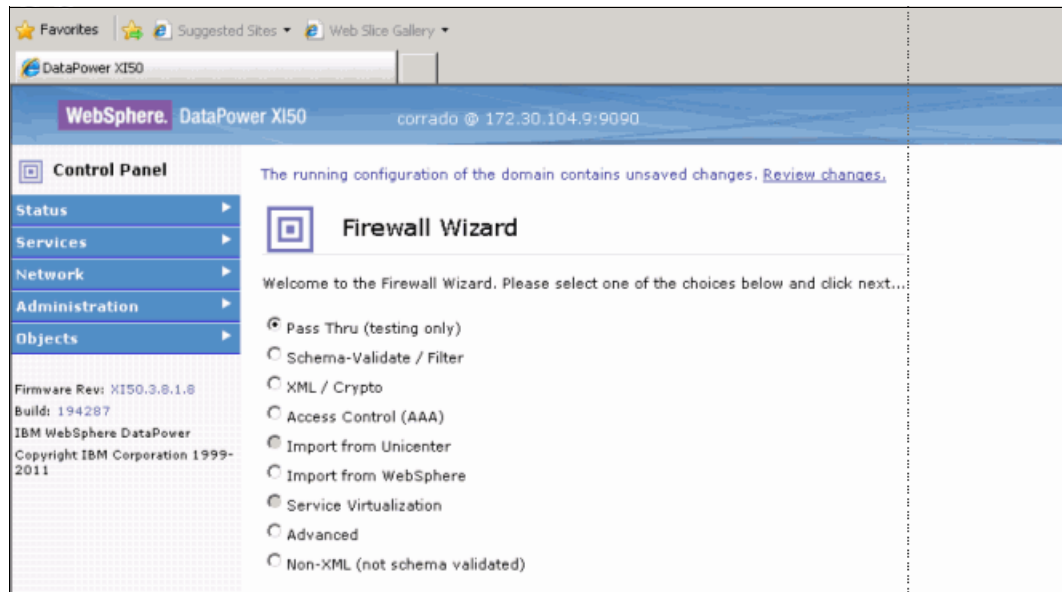 Favorites Suggested Sites Web Slice Gallery
DataPower XI50
WebSphere. DataPower XI50 corrado @ 172.30.104.9:9090
Control Panel
Status
Services
Network
Administration
Objects
Firmware Rev: XI50.3.8.1.8
Build: 194287
IBM WebSphere DataPower
Copyright IBM Corporation 1999-
2011
The running configuration of the domain contains unsaved changes. Review changes.
Firewall Wizard
Welcome to the Firewall Wizard. Please select one of the choices below and click next...
Pass Thru (testing only)
Schema-Validate / Filter
XML / Crypto
Access Control (AAA)
Import from Unicenter
Import from WebSphere
Service Virtualization
Advanced
Non-XML (not schema validated)